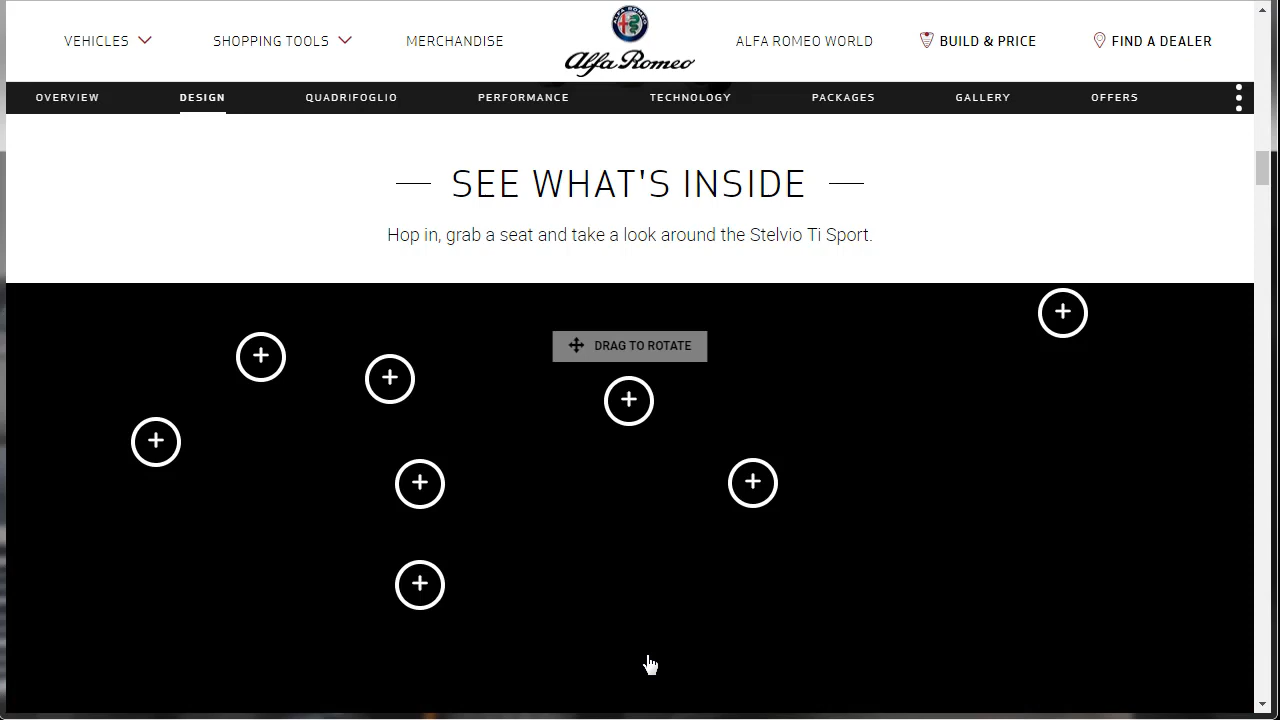 VEHICLES
SHOPPING TOOLS
MERCHANDISE
Alfa Romeo
ALFA ROMEO WORLD
BUILD & PRICE
FIND A DEALER
OVERVIEW
DESIGN
QUADRIFOGLIO
PERFORMANCE
TECHNOLOGY
PACKAGES
GALLERY
OFFERS
SEE WHAT'S INSIDE
Hop in, grab a seat and take a look around the Stelvio Ti Sport.
DRAG TO ROTATE